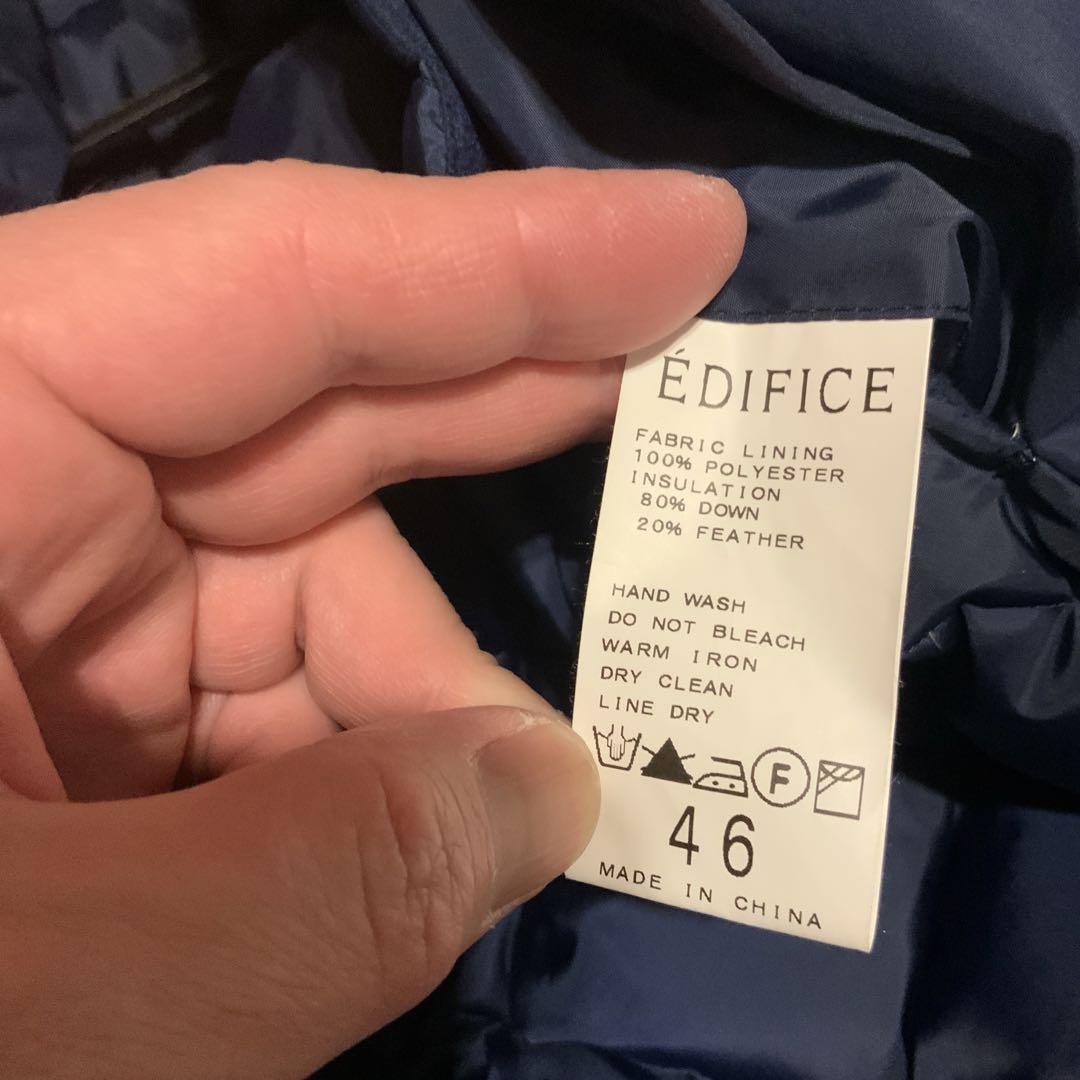 ÉDIFICE
FABRIC LINING
100% POLYESTER
INSULATION
80% DOWN
20% FEATHER
HAND WASH
DO NOT BLEACH
WARM IRON
DRY CLEAN
LINE DRY
F
46
MADE IN CHINA